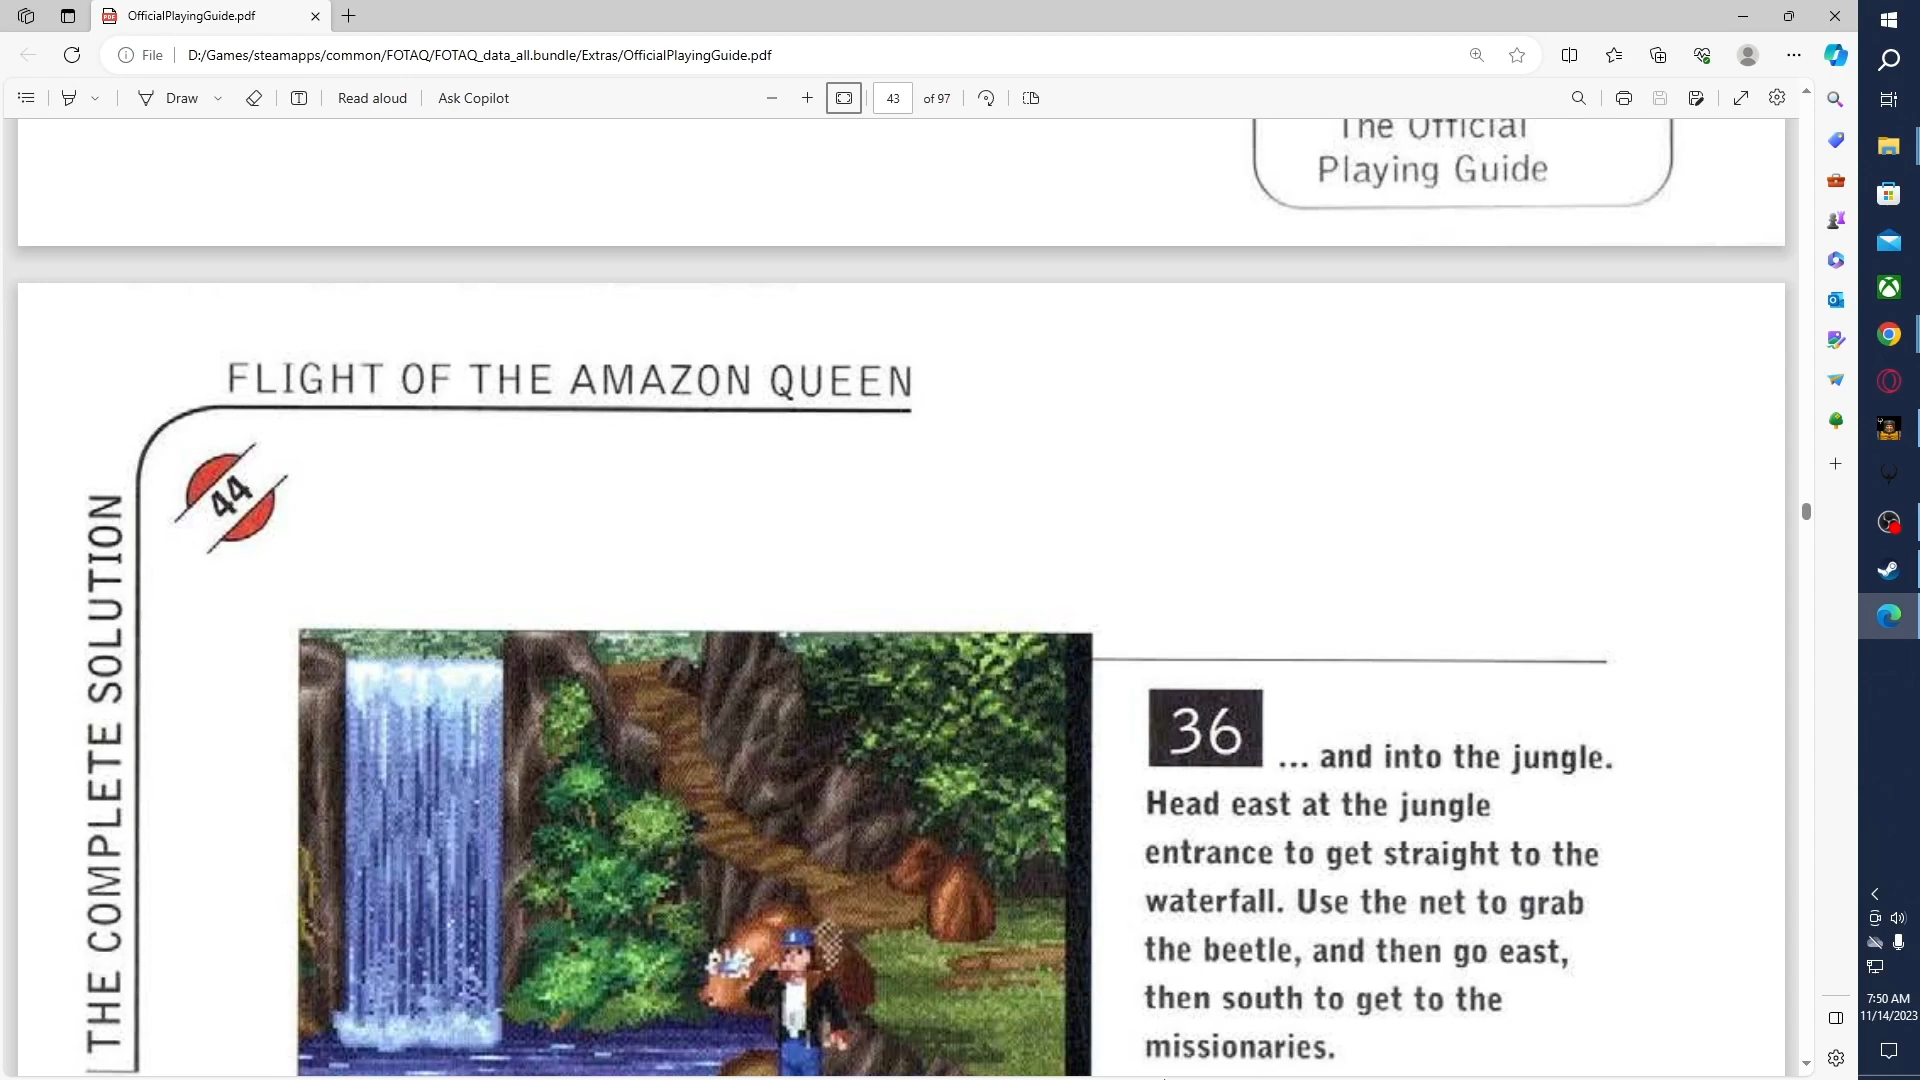 OfficialPlayingGuide.pdf
File
D:/Games/steamapps/common/FOTAQ/FOTAQ_data_all.bundle/Extras/OfficialPlayingGuide.pdf
Draw
Read aloud
Ask Copilot
43
of 97
The Official
Playing Guide
FLIGHT OF THE AMAZON QUEEN
44
THE COMPLETE SOLUTION
36 ... and into the jungle.
Head east at the jungle
entrance to get straight to the
waterfall. Use the net to grab
the beetle, and then go east,
then south to get to the
missionaries.
7:50 AM
11/14/2023